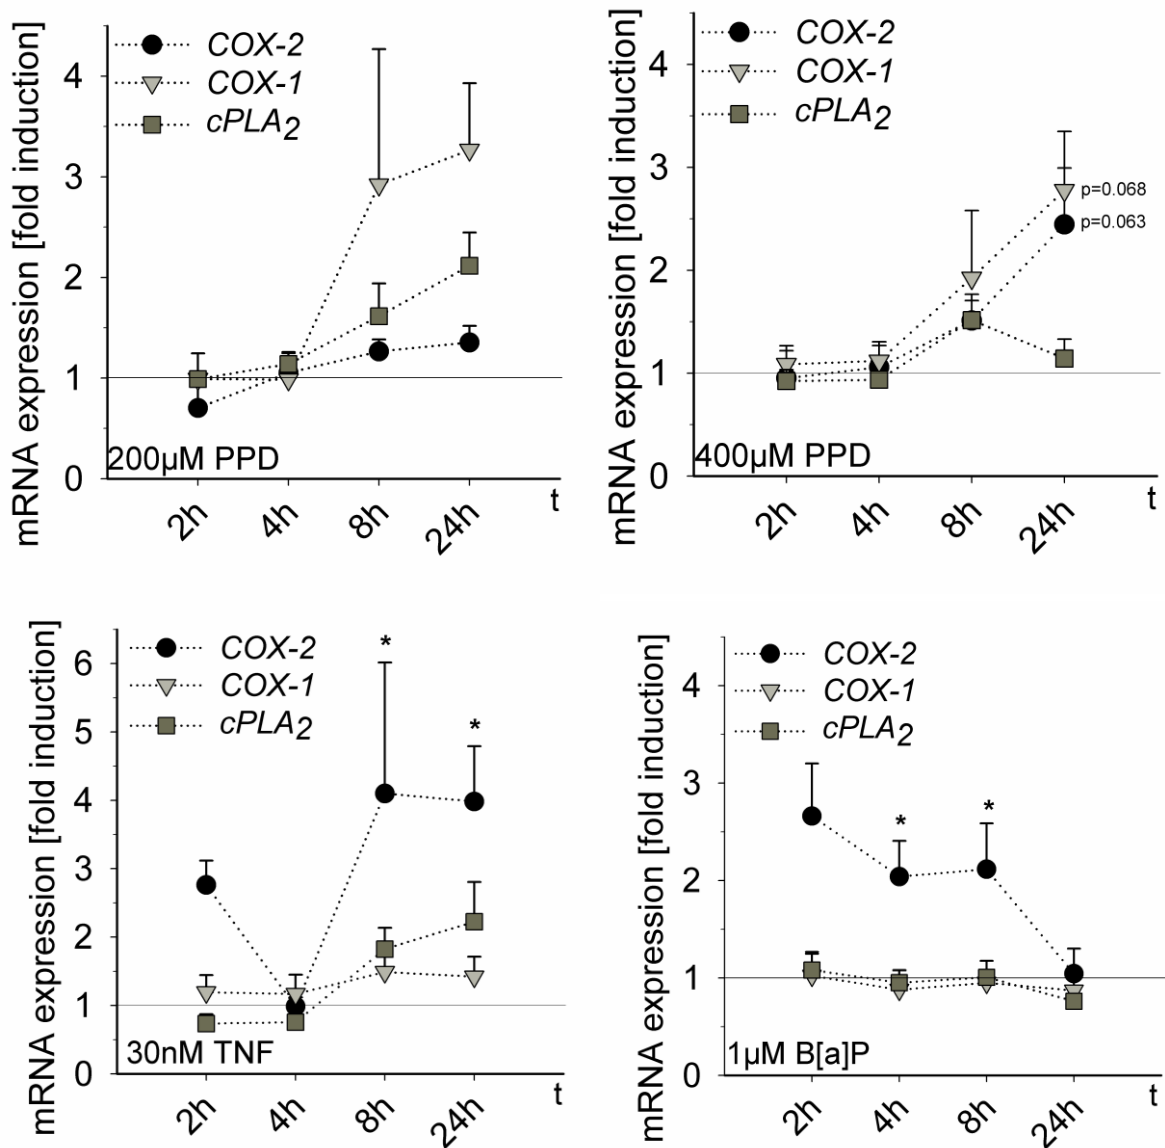 mRNA expression [fold induction]
COX-2
COX-1
cPLA2
4
3
2
1
0
200µM PPD
2h
4h
8h
24h
t
mRNA expression [fold induction]
COX-2
COX-1
cPLA2
4
3
2
1
0
p=0.068
p=0.063
400µM PPD
2h
4h
8h
24h
t
mRNA expression [fold induction]
COX-2
COX-1
cPLA2
6
5
4
3
2
1
0
*
*
30nM TNF
2h
4h
8h
24h
t
mRNA expression [fold induction]
COX-2
COX-1
cPLA2
4
3
2
1
0
*
*
1µM B[a]P
2h
4h
8h
24h
t